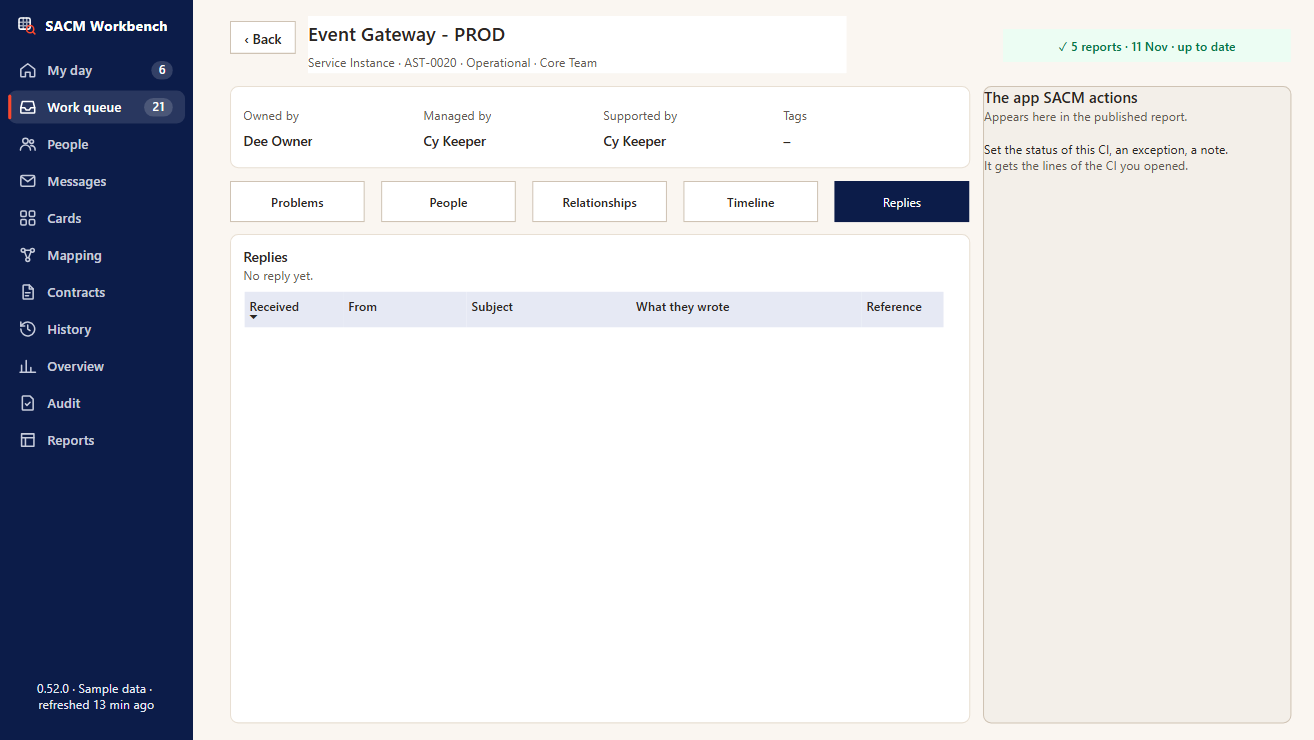 SACM Workbench
My day 6
Work queue 21
People
Messages
Cards
Mapping
Contracts
History
Overview
Audit
Reports
0.52.0 · Sample data ·
refreshed 13 min ago
‹ Back
Event Gateway - PROD
Service Instance · AST-0020 · Operational · Core Team
✓ 5 reports · 11 Nov · up to date
Owned by
Dee Owner
Managed by
Cy Keeper
Supported by
Cy Keeper
Tags
–
Problems
People
Relationships
Timeline
Replies
Replies
No reply yet.
Received From Subject What they wrote Reference
The app SACM actions
Appears here in the published report.
Set the status of this CI, an exception, a note.
It gets the lines of the CI you opened.